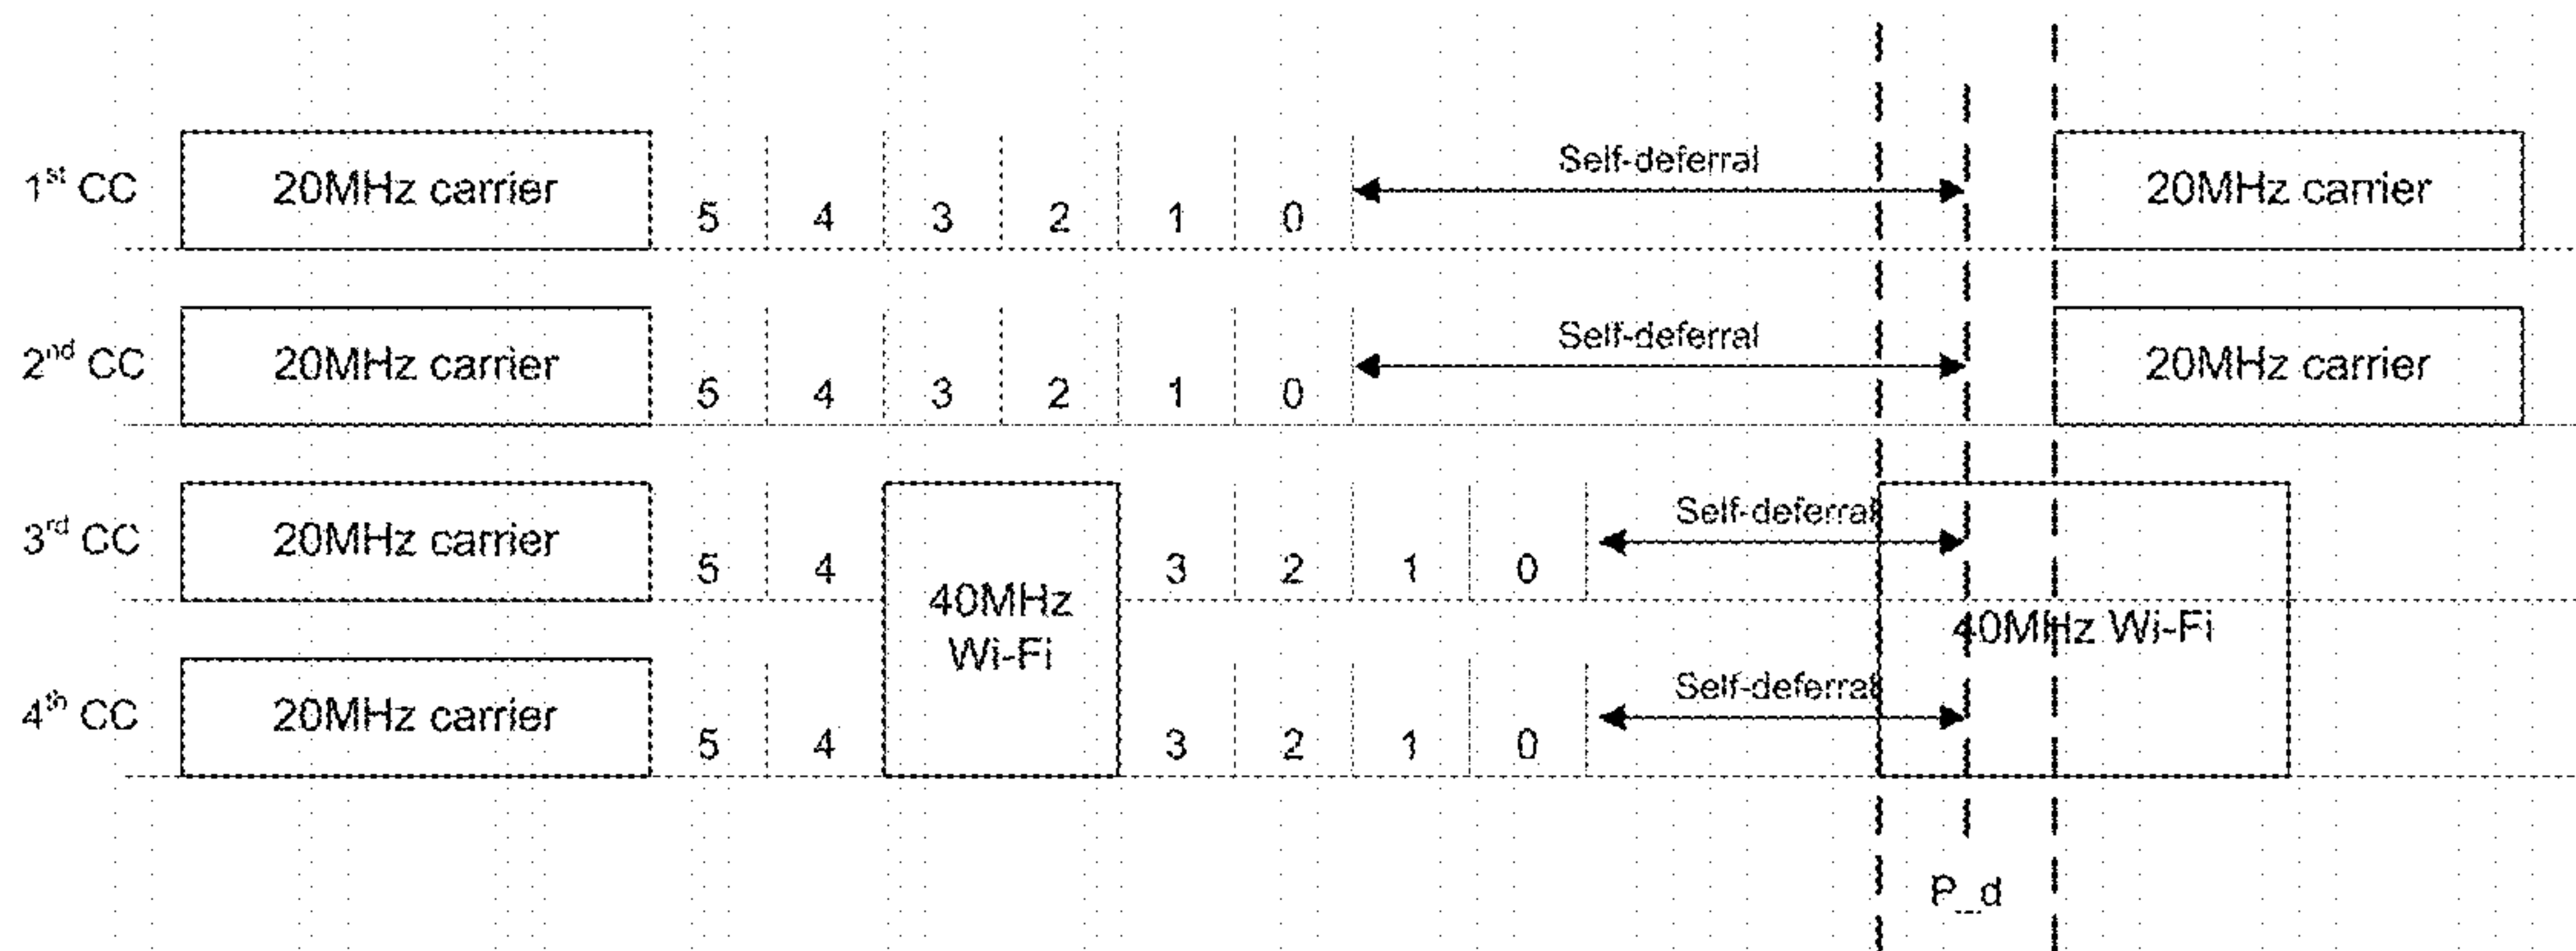 1st CC 20MHz carrier 5 4 3 2 1 0 Self-deferral 20MHz carrier
2nd CC 20MHz carrier 5 4 3 2 1 0 Self-deferral 20MHz carrier
3rd CC 20MHz carrier 5 4 3 2 1 0 Self-deferral
40MHz
Wi-Fi
40MHz Wi-Fi
4th CC 20MHz carrier 5 4 3 2 1 0 Self-deferral
P_d